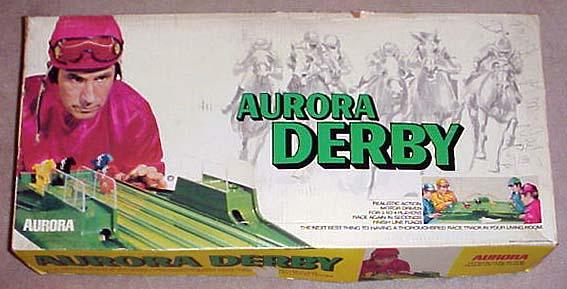 AURORA
DERBY
REALISTIC ACTION
MOTOR DRIVEN
FOR 2 TO 4 PLAYERS
RACE AGAIN IN SECONDS
FINISH LINE FLAGS
THE NEXT BEST THING TO HAVING A THOROUGHBRED RACE TRACK IN YOUR LIVING ROOM.
AURORA
AURORA DERBY
AURORA